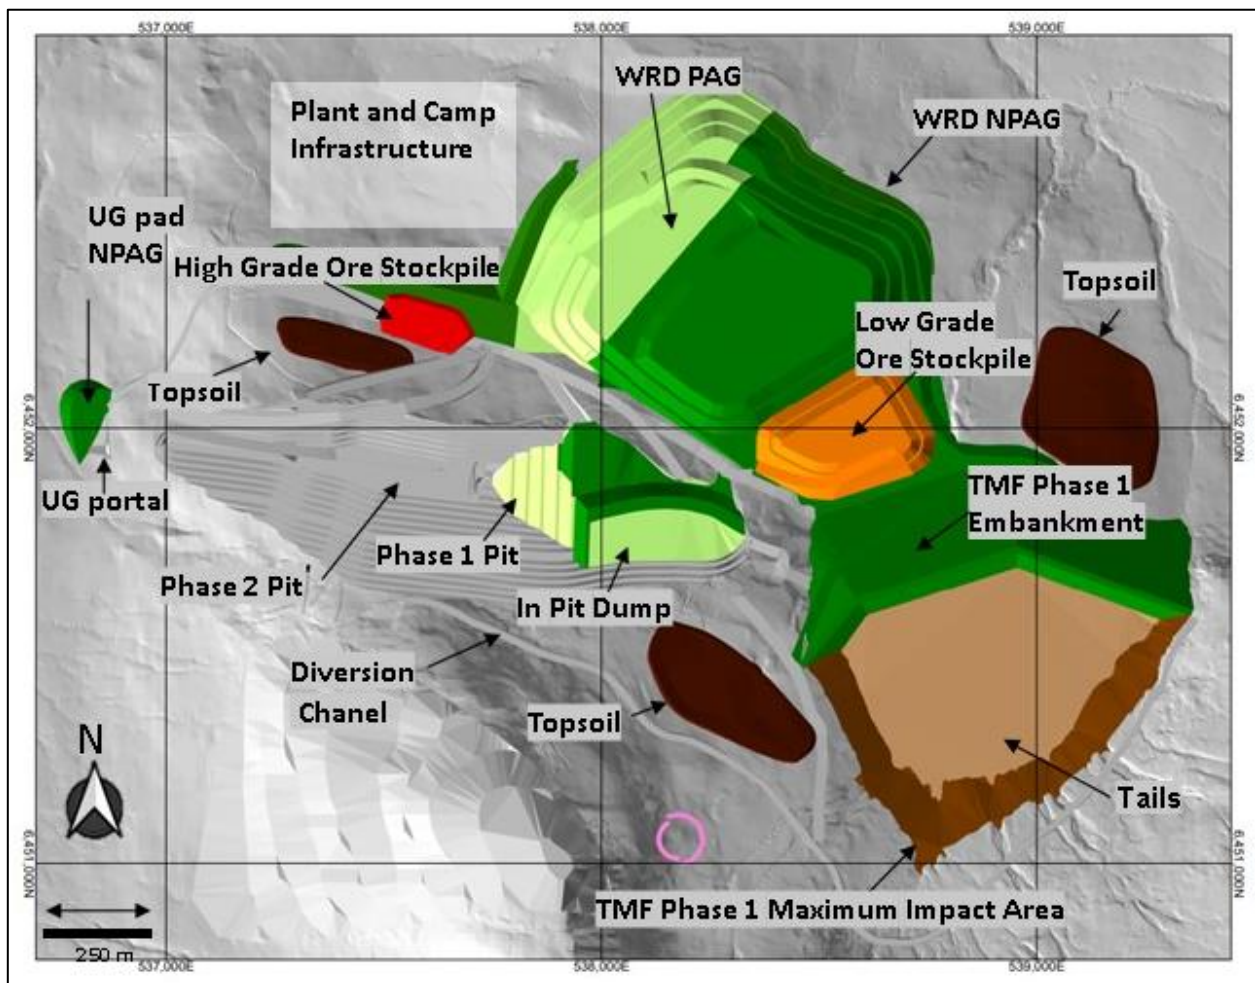 537,000E
538,000E
539,000E
WRD PAG
Plant and Camp
Infrastructure
WRD NPAG
UG pad
NPAG
High Grade Ore Stockpile
Topsoil
Low Grade
Ore Stockpile
Topsoil
6,452,000N
6,452,000N
UG portal
TMF Phase 1
Embankment
Phase 1 Pit
Phase 2 Pit
In Pit Dump
Diversion
Chanel
Topsoil
N
Tails
6,451,000N
6,451,000N
TMF Phase 1 Maximum Impact Area
250 m
537,000E
538,000E
539,000E